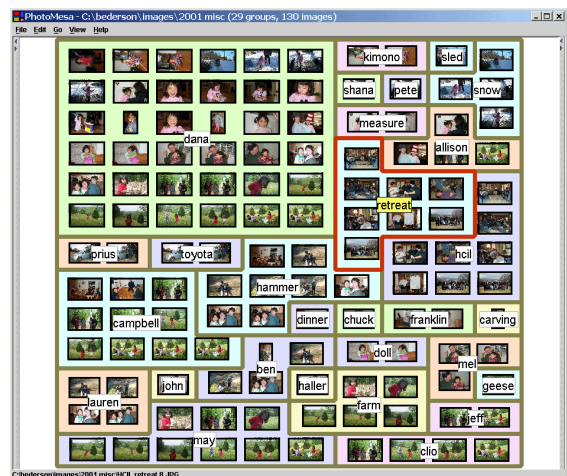 PhotoMesa - C:\bederson\images\2001 misc (29 groups, 130 images)
File Edit Go View Help
kimono
sled
shana
pete
snow
measure
dana
allison
retreat
prius
toyota
hcil
hammer
campbell
dinner
chuck
franklin
carving
doll
ben
mel
john
haller
geese
lauren
farm
jeff
may
clio
C:\bederson\images\2001 misc\HCIL retreat 8.JPG